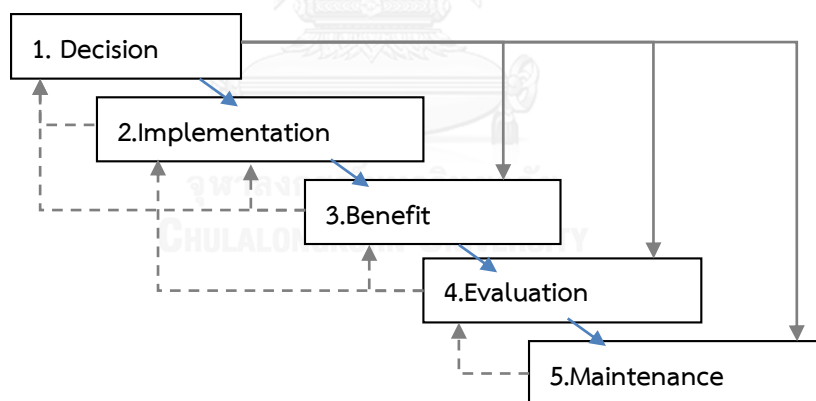 1. Decision
2.Implementation
3.Benefit
4.Evaluation
5.Maintenance